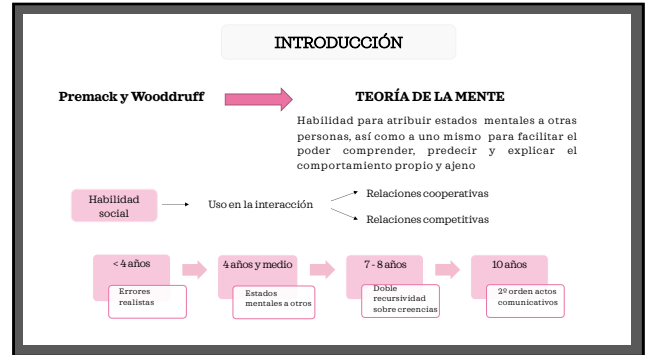 INTRODUCCIÓN
Premack y Wooddruff
TEORÍA DE LA MENTE
Habilidad para atribuir estados mentales a otras
personas, así como a uno mismo para facilitar el
poder comprender, predecir y explicar el
comportamiento propio y ajeno
Habilidad
social
Uso en la interacción
Relaciones cooperativas
Relaciones competitivas
< 4 años
Errores
realistas
4 años y medio
Estados
mentales a otros
7 - 8 años
Doble
recursividad
sobre creencias
10 años
2º orden actos
comunicativos